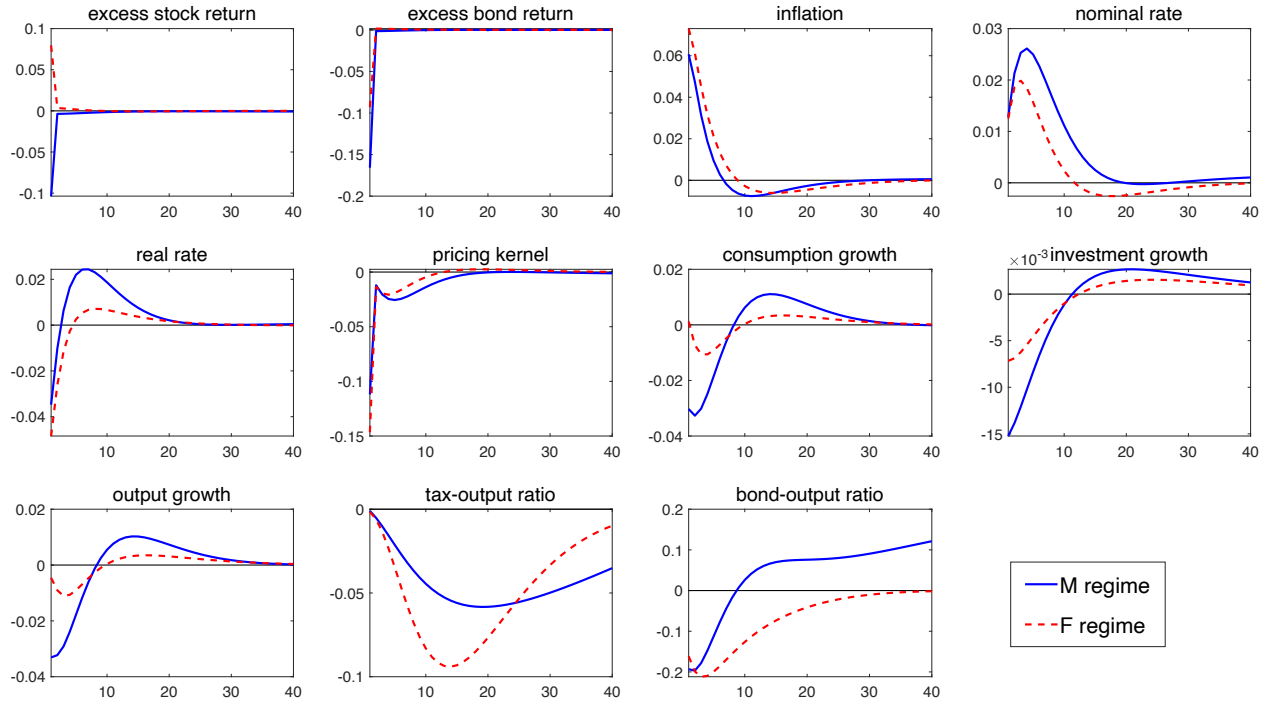 excess stock return
0.1
0.05
0
-0.05
-0.1
10 20 30 40
excess bond return
0
-0.05
-0.1
-0.15
-0.2
10 20 30 40
inflation
0.06
0.04
0.02
0
10 20 30 40
nominal rate
0.03
0.02
0.01
0
10 20 30 40
real rate
0.02
0
-0.02
-0.04
10 20 30 40
pricing kernel
0
-0.05
-0.1
-0.15
10 20 30 40
consumption growth
0.02
0
-0.02
-0.04
10 20 30 40
×10-3 investment growth
0
-5
-10
-15
10 20 30 40
output growth
0.02
0
-0.02
-0.04
10 20 30 40
tax-output ratio
0
-0.05
-0.1
10 20 30 40
bond-output ratio
0.2
0.1
0
-0.1
-0.2
10 20 30 40
M regime
F regime